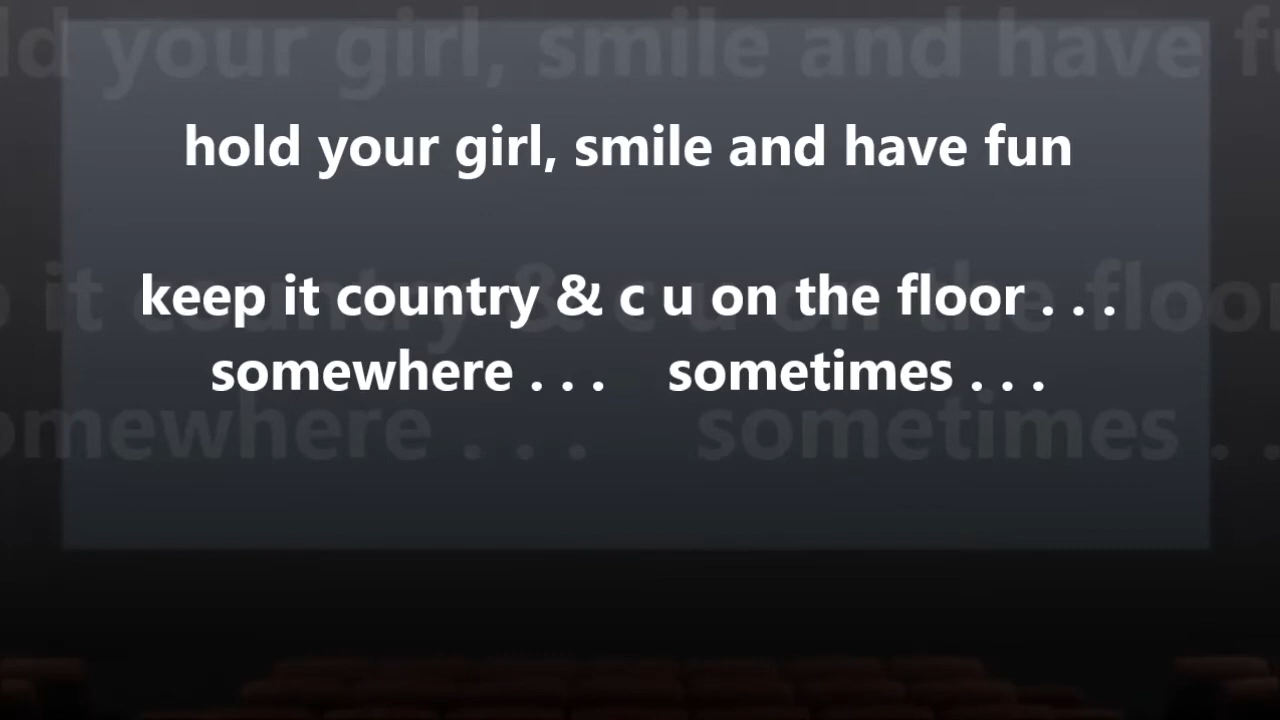 hold your girl, smile and have fun
keep it country & c u on the floor . . .
somewhere . . . sometimes . . .